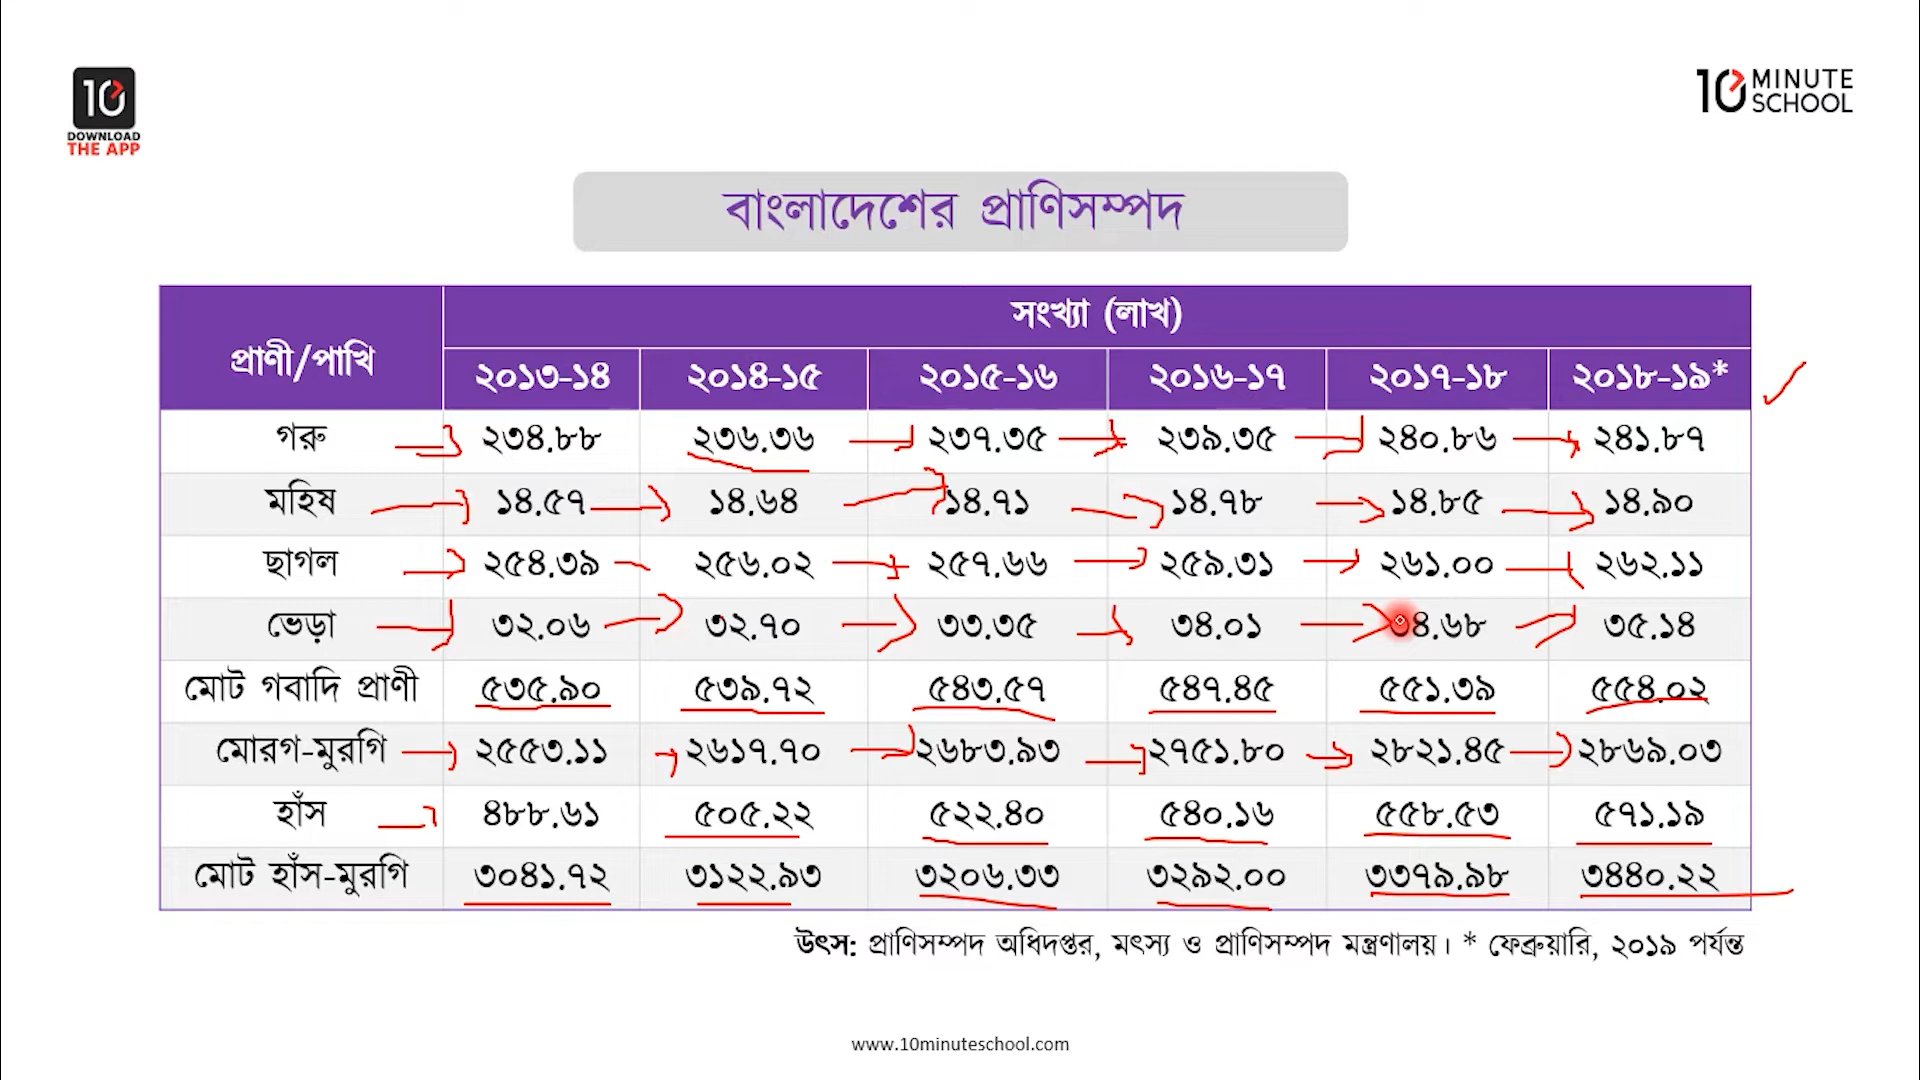 10
DOWNLOAD
THE APP
10 MINUTE
SCHOOL
বাংলাদেশের প্রাণিসম্পদ
প্রাণী/পাখি
সংখ্যা (লাখ)
২০১৩-১৪ ২০১৪-১৫ ২০১৫-১৬ ২০১৬-১৭ ২০১৭-১৮ ২০১৮-১৯*
গরু ২৩৪.৮৮ ২৩৬.৩৬ ২৩৭.৩৫ ২৩৯.৩৫ ২৪০.৮৬ ২৪১.৮৭
মহিষ ১৪.৫৭ ১৪.৬৪ ১৪.৭১ ১৪.৭৮ ১৪.৮৫ ১৪.৯০
ছাগল ২৫৪.৩৯ ২৫৬.০২ ২৫৭.৬৬ ২৫৯.৩১ ২৬১.০০ ২৬২.১১
ভেড়া ৩২.০৬ ৩২.৭০ ৩৩.৩৫ ৩৪.০১ ৩৪.৬৮ ৩৫.১৪
মোট গবাদি প্রাণী ৫৩৫.৯০ ৫৩৯.৭২ ৫৪৩.৫৭ ৫৪৭.৪৫ ৫৫১.৩৯ ৫৫৪.০২
মোরগ-মুরগি ২৫৫৩.১১ ২৬১৭.৭০ ২৬৮৩.৯৩ ২৭৫১.৮০ ২৮২১.৪৫ ২৮৬৯.০৩
হাঁস ৪৮৮.৬১ ৫০৫.২২ ৫২২.৪০ ৫৪০.১৬ ৫৫৮.৫৩ ৫৭১.১৯
মোট হাঁস-মুরগি ৩০৪১.৭২ ৩১২২.৯৩ ৩২০৬.৩৩ ৩২৯২.০০ ৩৩৭৯.৯৮ ৩৪৪০.২২
উৎস: প্রাণিসম্পদ অধিদপ্তর, মৎস্য ও প্রাণিসম্পদ মন্ত্রণালয়। * ফেব্রুয়ারি, ২০১৯ পর্যন্ত
www.10minuteschool.com